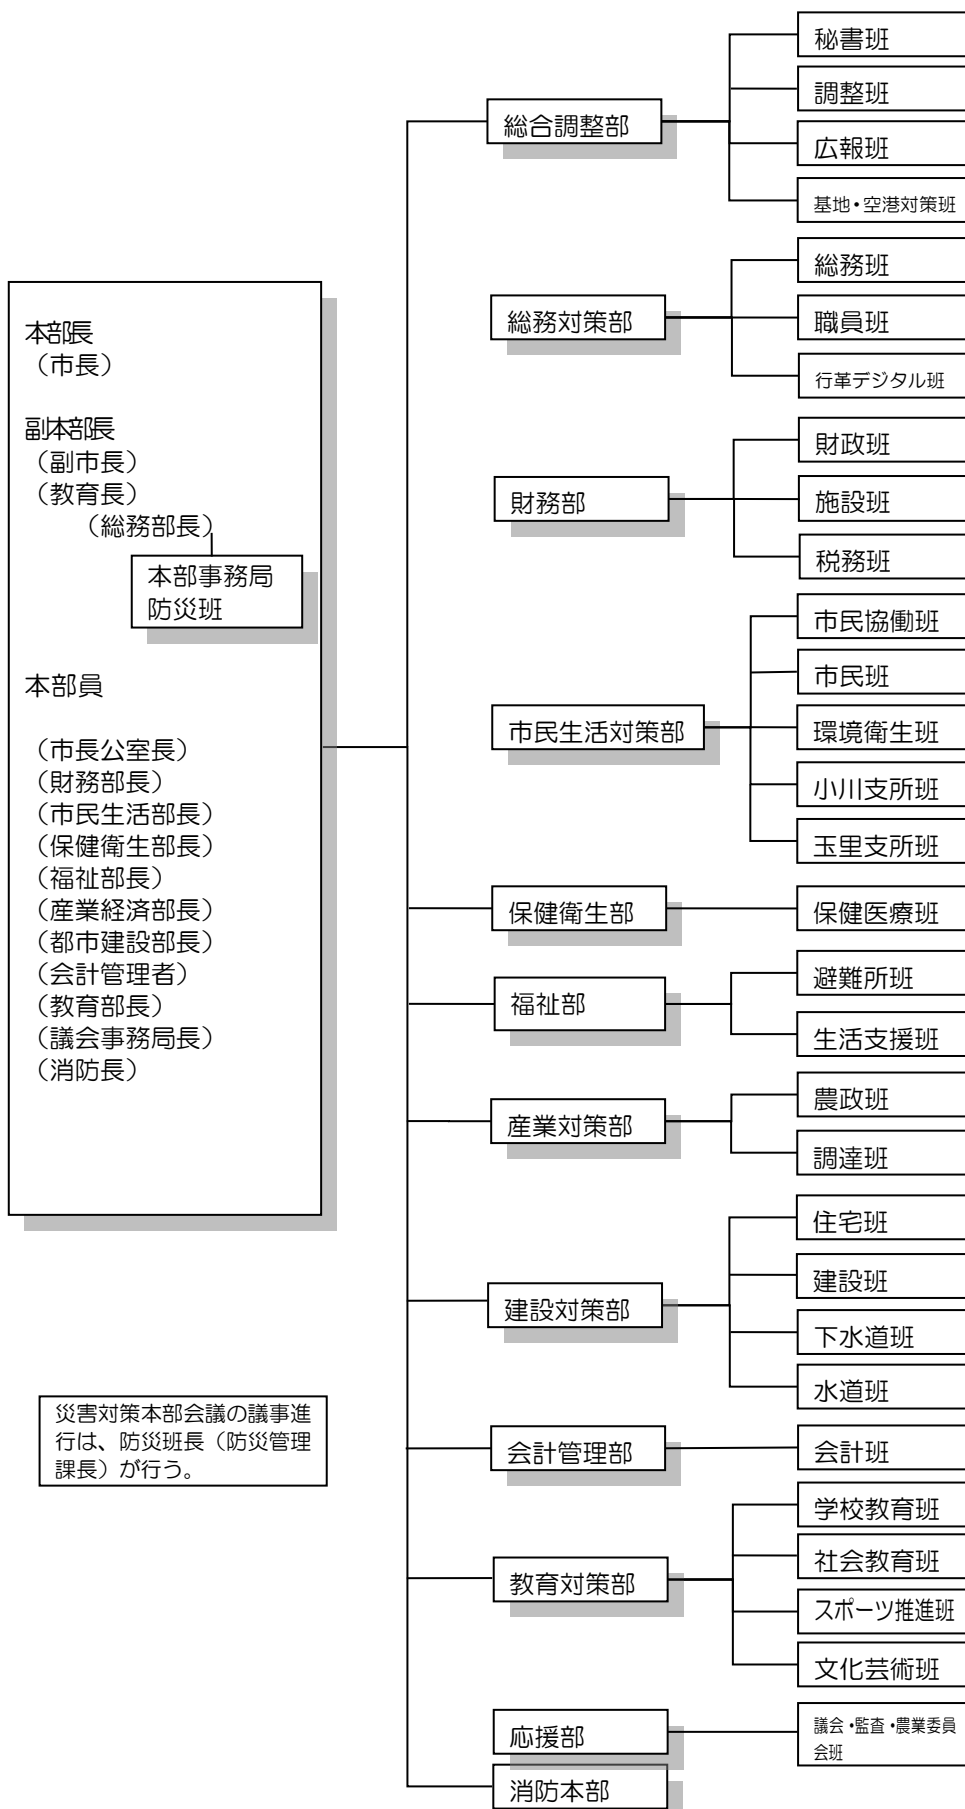 本部長
（市長）
副本部長
（副市長）
（教育長）
（総務部長）
本部事務局
防災班
本部員
（市長公室長）
（財務部長）
（市民生活部長）
（保健衛生部長）
（福祉部長）
（産業経済部長）
（都市建設部長）
（会計管理者）
（教育部長）
（議会事務局長）
（消防長）
災害対策本部会議の議事進
行は、防災班長（防災管理
課長）が行う。
総合調整部
秘書班
調整班
広報班
基地・空港対策班
総務対策部
総務班
職員班
行革デジタル班
財務部
財政班
施設班
税務班
市民生活対策部
市民協働班
市民班
環境衛生班
小川支所班
玉里支所班
保健衛生部
保健医療班
福祉部
避難所班
生活支援班
産業対策部
農政班
調達班
建設対策部
住宅班
建設班
下水道班
水道班
会計管理部
会計班
教育対策部
学校教育班
社会教育班
スポーツ推進班
文化芸術班
応援部
議会・監査・農業委員
会班
消防本部